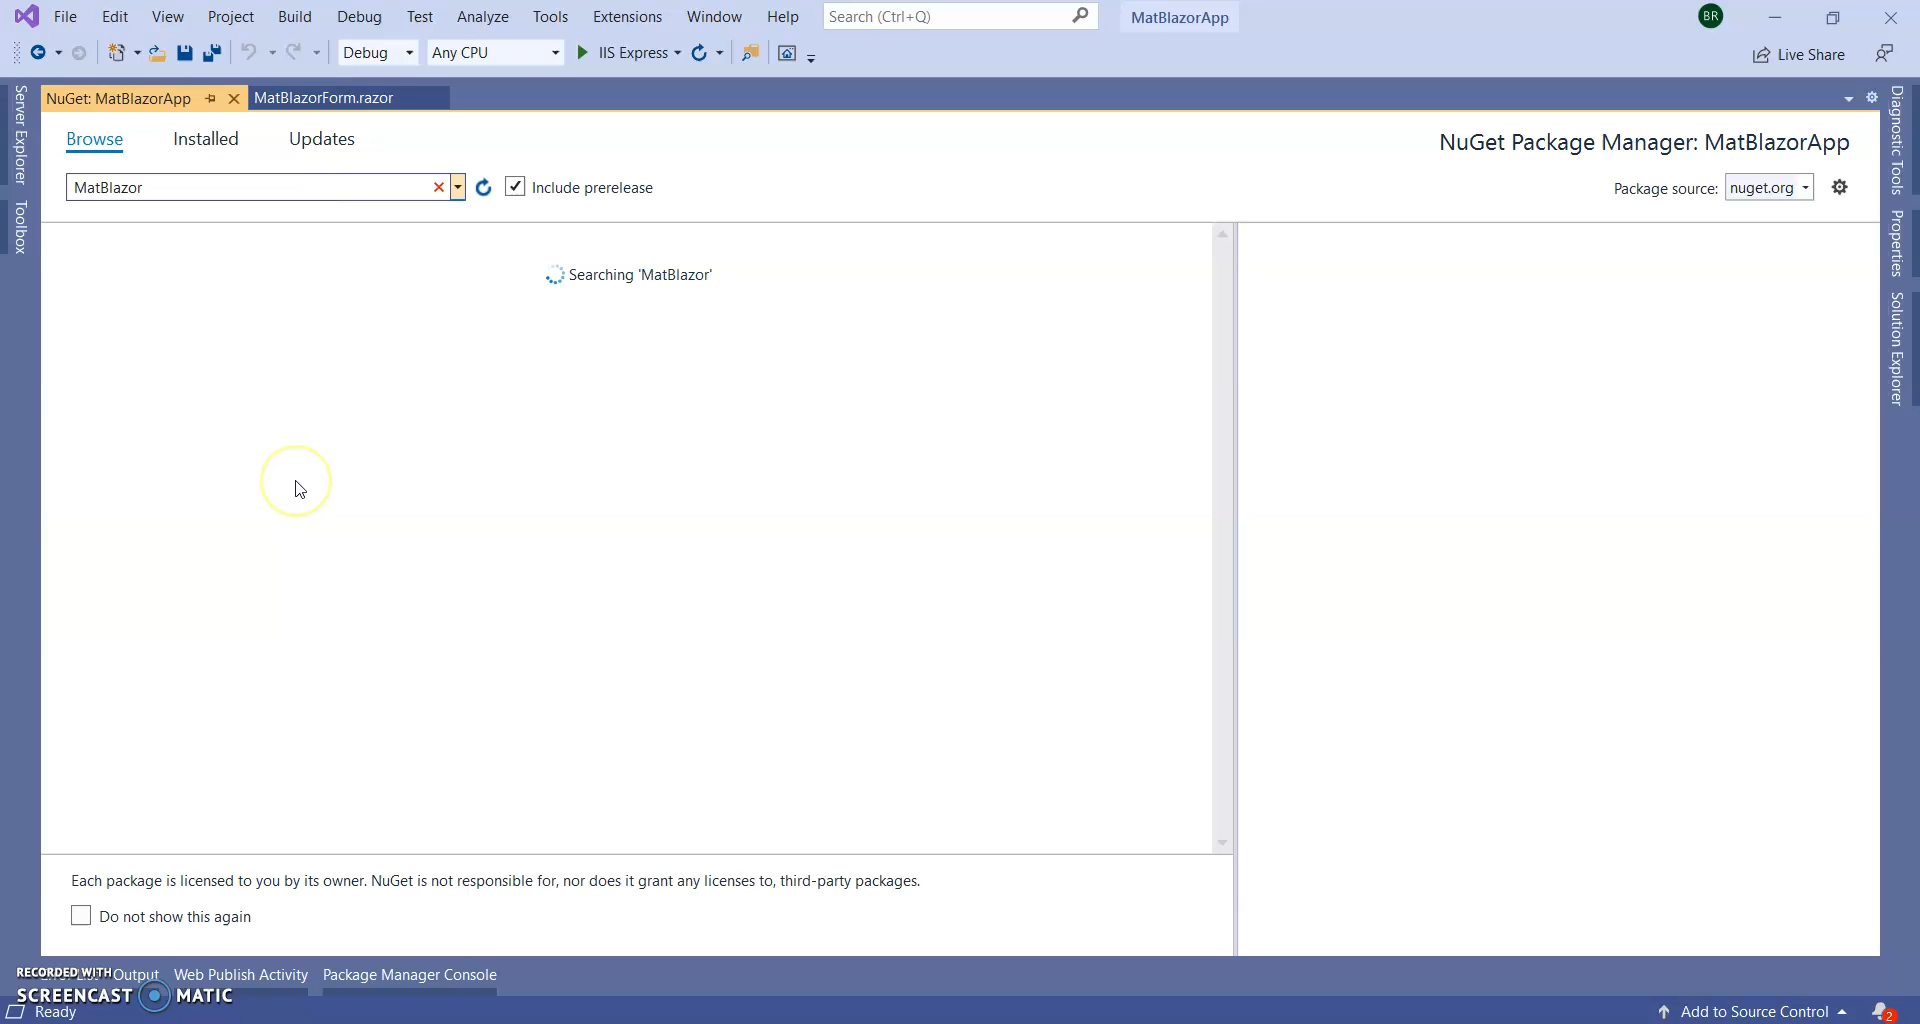 File Edit View Project Build Debug Test Analyze Tools Extensions Window Help Search (Ctrl+Q) MatBlazorApp BR
Debug Any CPU IIS Express Live Share
Server Explorer
Toolbox
NuGet: MatBlazorApp MatBlazorForm.razor
Browse Installed Updates
NuGet Package Manager: MatBlazorApp
MatBlazor Include prerelease
Package source: nuget.org
Searching 'MatBlazor'
Diagnostic Tools
Properties
Solution Explorer
Each package is licensed to you by its owner. NuGet is not responsible for, nor does it grant any licenses to, third-party packages.
Do not show this again
Output Web Publish Activity Package Manager Console
RECORDED WITH
SCREENCAST MATIC
Ready Add to Source Control 2